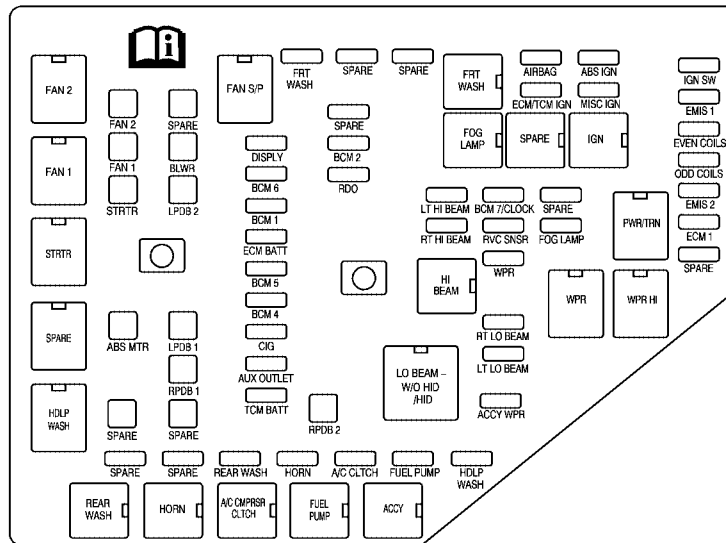 FAN 2
FAN S/P
FRT
WASH
SPARE
SPARE
FRT
WASH
AIRBAG
ABS IGN
IGN SW
ECM/TCM IGN
MISC IGN
EMIS 1
FAN 2
SPARE
SPARE
FOG
LAMP
SPARE
IGN
EVEN COILS
DISPLY
BCM 2
FAN 1
FAN 1
BLWR
ODD COILS
BCM 6
RDO
EMIS 2
STRTR
LPDB 2
BCM 1
LT HI BEAM
BCM 7/CLOCK
SPARE
PWR/TRN
ECM 1
ECM BATT
RT HI BEAM
RVC SNSR
FOG LAMP
STRTR
SPARE
WPR
BCM 5
HI
BEAM
WPR
WPR HI
BCM 4
SPARE
ABS MTR
LPDB 1
CIG
RT LO BEAM
AUX OUTLET
LO BEAM –
W/O HID
/HID
LT LO BEAM
RPDB 1
TCM BATT
HDLP
WASH
SPARE
SPARE
RPDB 2
ACCY WPR
SPARE
SPARE
REAR WASH
HORN
A/C CLTCH
FUEL PUMP
HDLP
WASH
REAR
WASH
HORN
A/C CMPRSR
CLTCH
FUEL
PUMP
ACCY